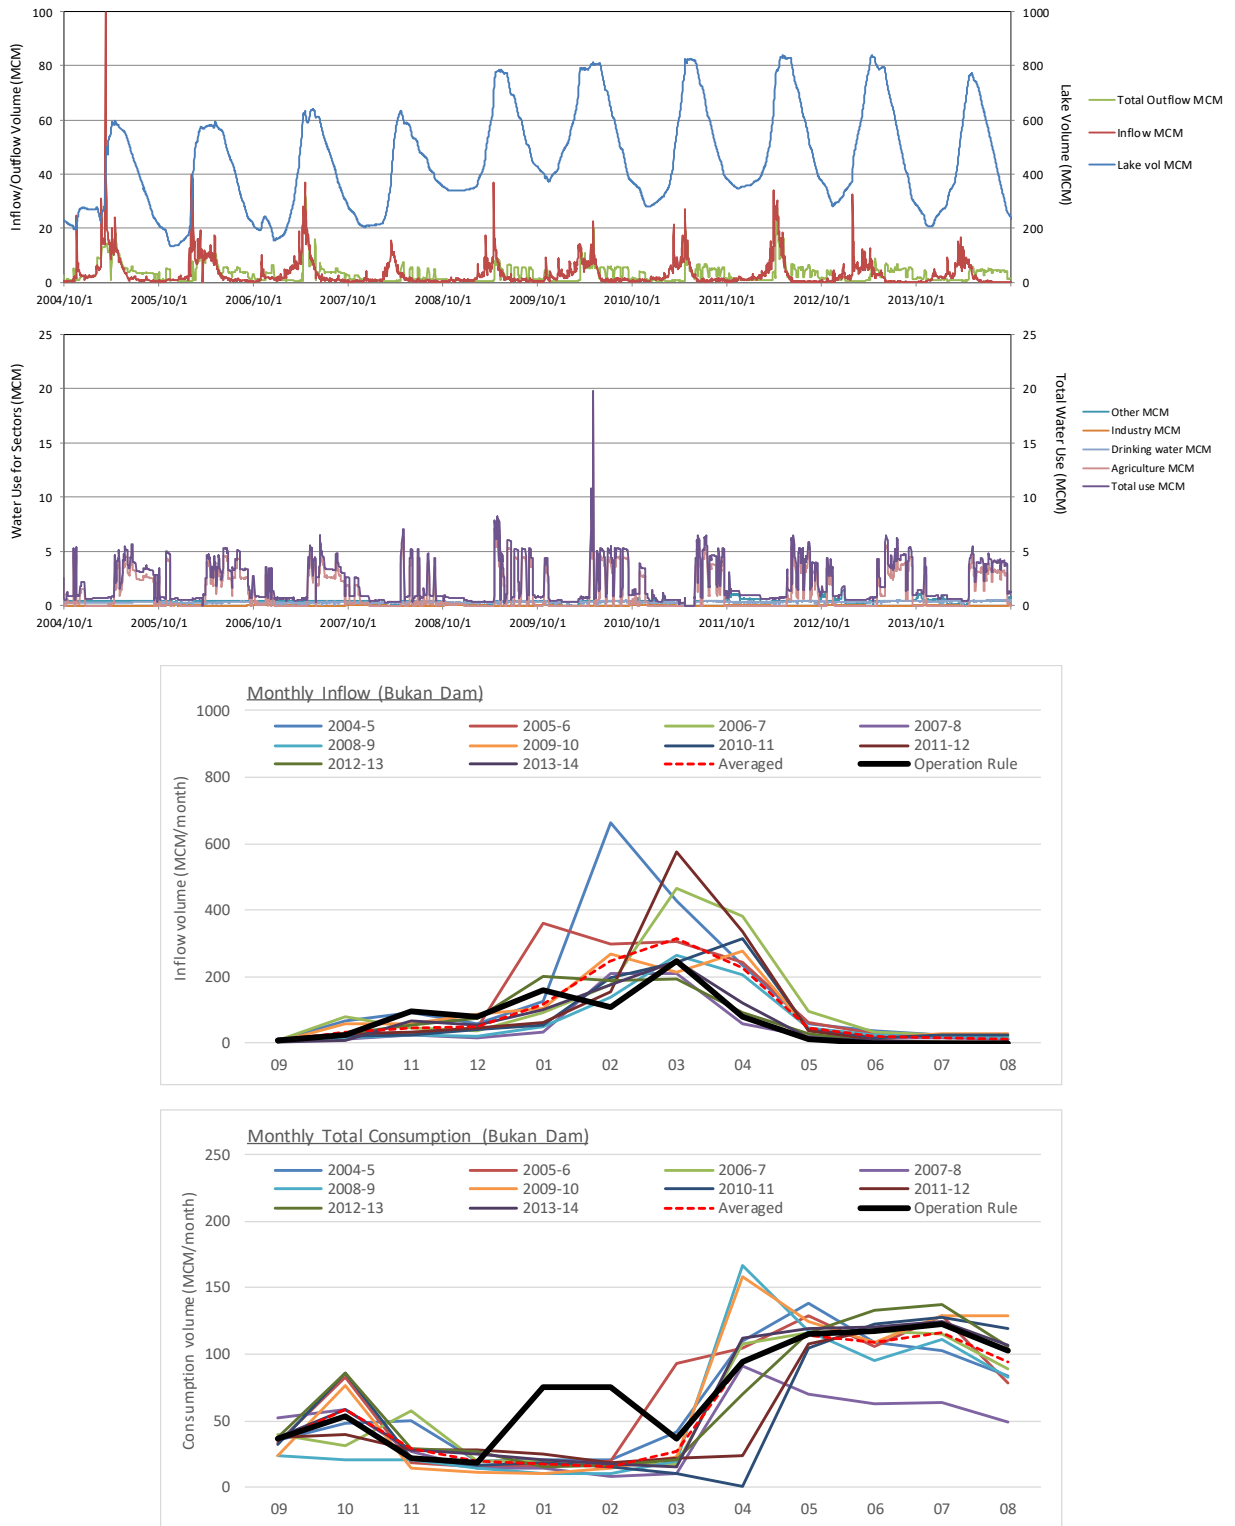 Inflow/Outflow Volume (MCM)
100
80
60
40
20
0
1000
800
600
400
200
0
Lake Volume (MCM)
2004/10/1 2005/10/1 2006/10/1 2007/10/1 2008/10/1 2009/10/1 2010/10/1 2011/10/1 2012/10/1 2013/10/1
Total Outflow MCM
Inflow MCM
Lake vol MCM
Water Use for Sectors (MCM)
25
20
15
10
5
0
25
20
15
10
5
0
Total Water Use (MCM)
2004/10/1 2005/10/1 2006/10/1 2007/10/1 2008/10/1 2009/10/1 2010/10/1 2011/10/1 2012/10/1 2013/10/1
Other MCM
Industry MCM
Drinking water MCM
Agriculture MCM
Total use MCM
Monthly Inflow (Bukan Dam)
2004-5 2005-6 2006-7 2007-8
2008-9 2009-10 2010-11 2011-12
2012-13 2013-14 Averaged Operation Rule
Inflow volume (MCM/month)
1000
800
600
400
200
0
09 10 11 12 01 02 03 04 05 06 07 08
Monthly Total Consumption (Bukan Dam)
2004-5 2005-6 2006-7 2007-8
2008-9 2009-10 2010-11 2011-12
2012-13 2013-14 Averaged Operation Rule
Consumption volume (MCM/month)
250
200
150
100
50
0
09 10 11 12 01 02 03 04 05 06 07 08